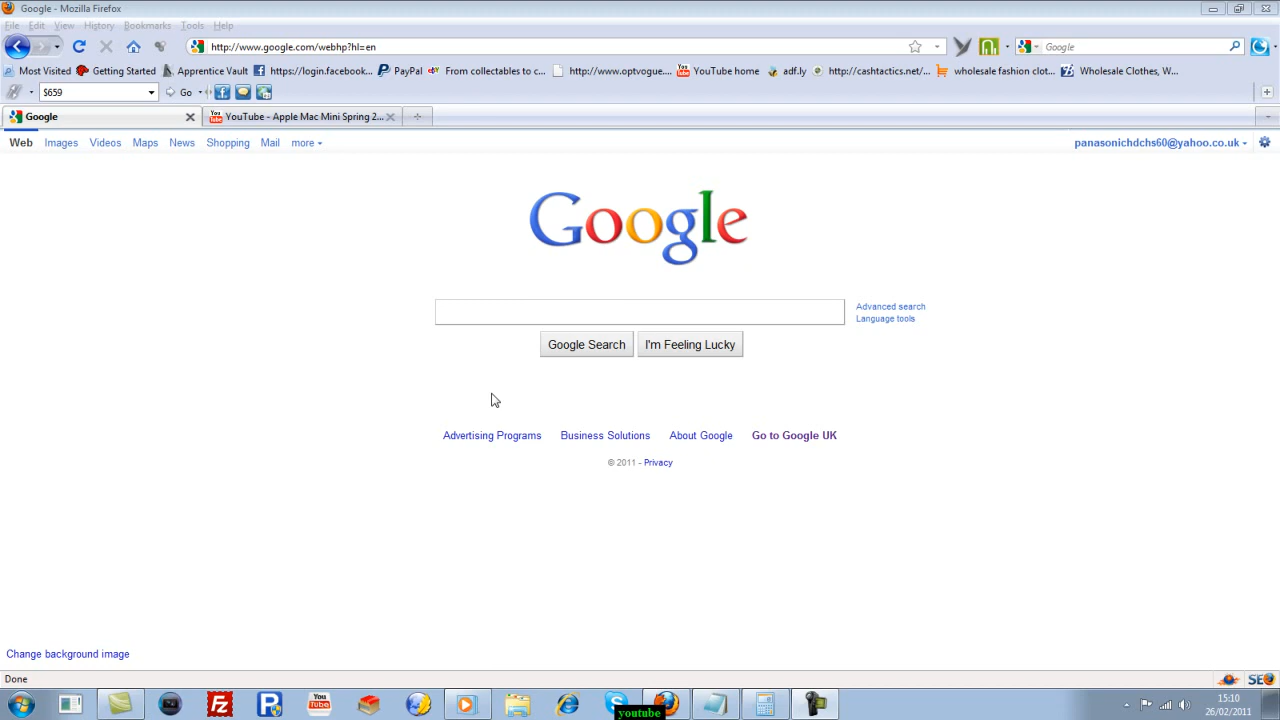 Google - Mozilla Firefox
File Edit View History Bookmarks Tools Help
http://www.google.com/webhp?hl=en
Google
Most Visited Getting Started Apprentice Vault https://login.facebook... PayPal From collectables to c... http://www.optvogue.... YouTube home adf.ly http://cashtactics.net/... wholesale fashion clot... Wholesale Clothes, W...
$659 Go
Google YouTube - Apple Mac Mini Spring 2...
Web Images Videos Maps News Shopping Mail more panasonichdchs60@yahoo.co.uk
Google
Advanced search
Language tools
Google Search I'm Feeling Lucky
Advertising Programs Business Solutions About Google Go to Google UK
© 2011 - Privacy
Change background image
Done SEO
You Tube
youtube
15:10
26/02/2011